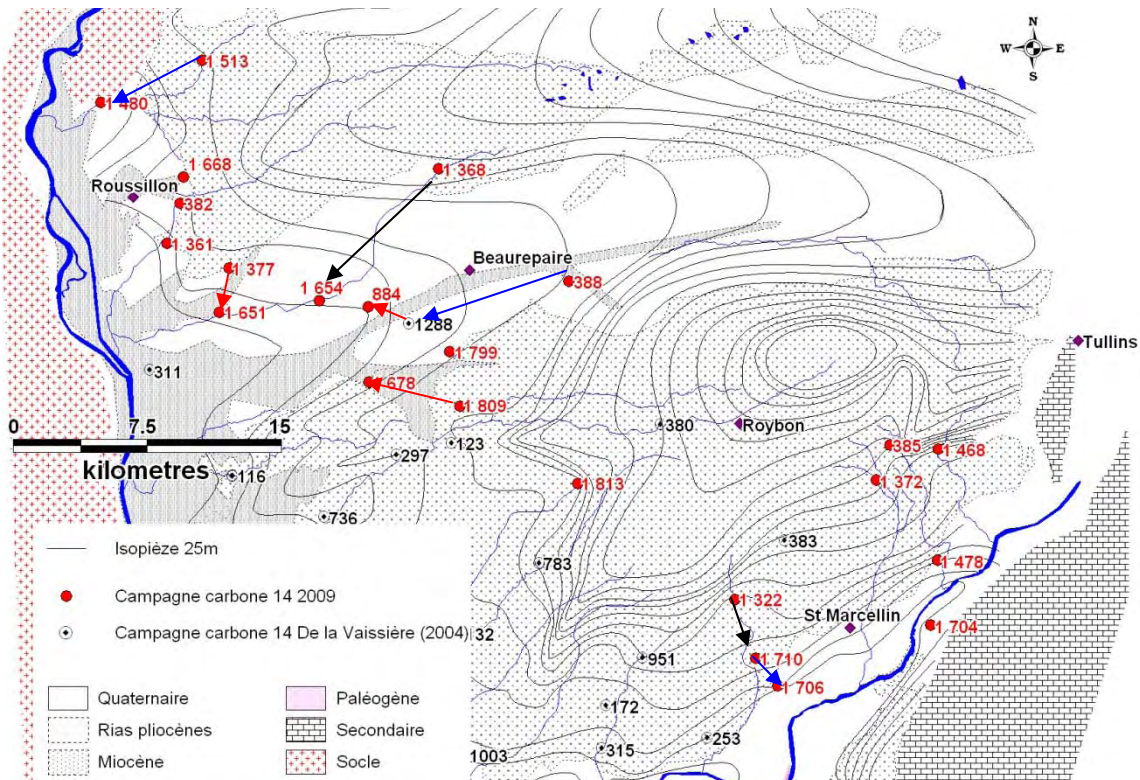 N
W E
S
1 513
1 480
1 668
1 368
Roussillon
382
1 361
Beaurepaire
1 377
388
1 654
884
1 651
1288
Tullins
1 799
311
1 678
1 809
0 7.5 15
kilometres
380
Roybon
123
385
1 468
297
116
1 372
1 813
736
383
Isopièze 25m
783
1 478
Campagne carbone 14 2009
1 322
St Marcellin
1 704
Campagne carbone 14 De la Vaissière (2004)
32
951
1 710
1 706
Quaternaire
Paléogène
172
Rias pliocènes
Secondaire
253
315
1003
Miocène
Socle